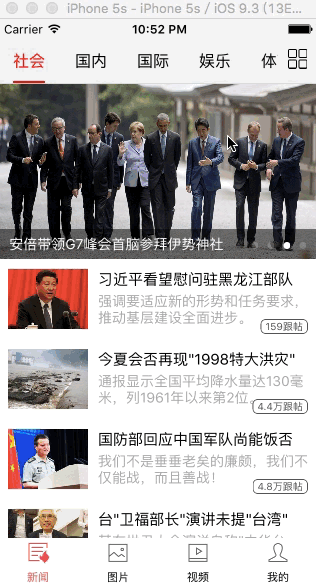 iPhone 5s - iPhone 5s / iOS 9.3 (13E...
Carrier 10:52 PM
社会 国内 国际 娱乐 体
安倍带领G7峰会首脑参拜伊势神社
习近平看望慰问驻黑龙江部队
强调要适应新的形势和任务要求,
推动基层建设全面进步。
159跟帖
今夏会否再现"1998特大洪灾"
通报显示全国平均降水量达130毫
米，列1961年以来第2位。
4.4万跟帖
国防部回应中国军队尚能饭否
我们不是垂垂老矣的廉颇，我们不
仅能战，而且善战！
4.8万跟帖
台"卫福部长"演讲未提"台湾"
新闻 图片 视频 我的